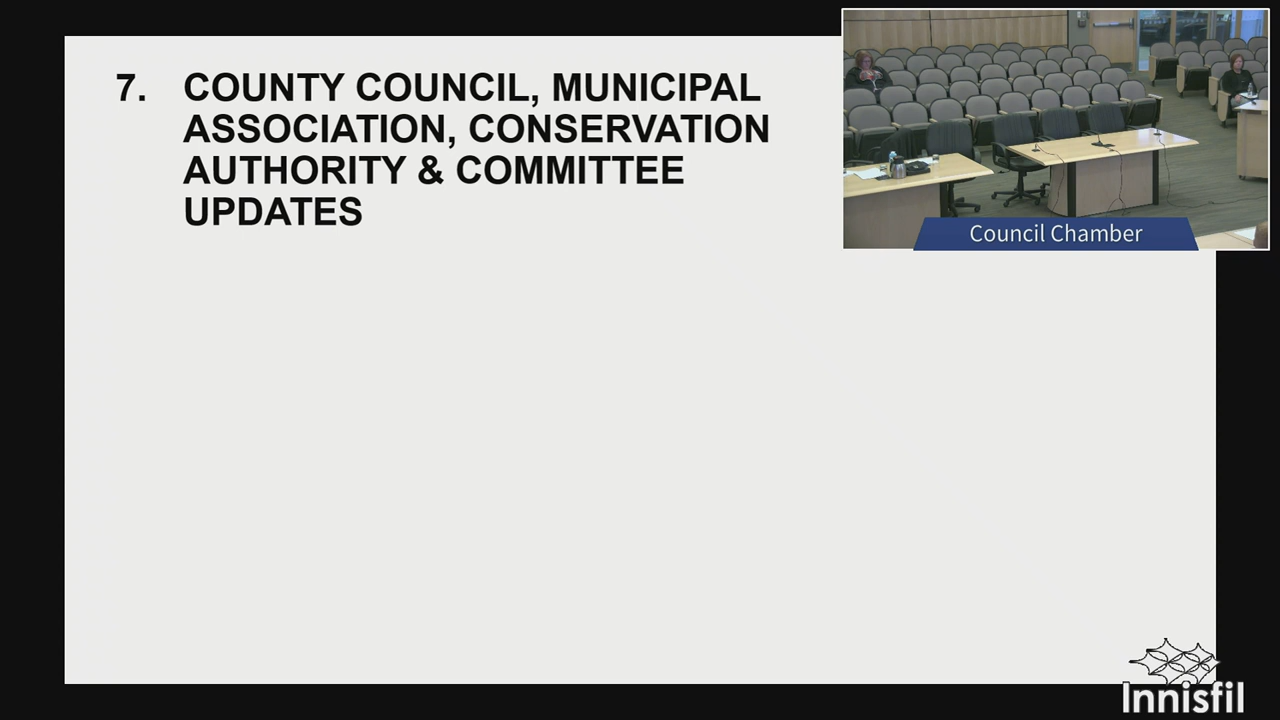 7. COUNTY COUNCIL, MUNICIPAL
ASSOCIATION, CONSERVATION
AUTHORITY & COMMITTEE
UPDATES
Council Chamber
Innisfil